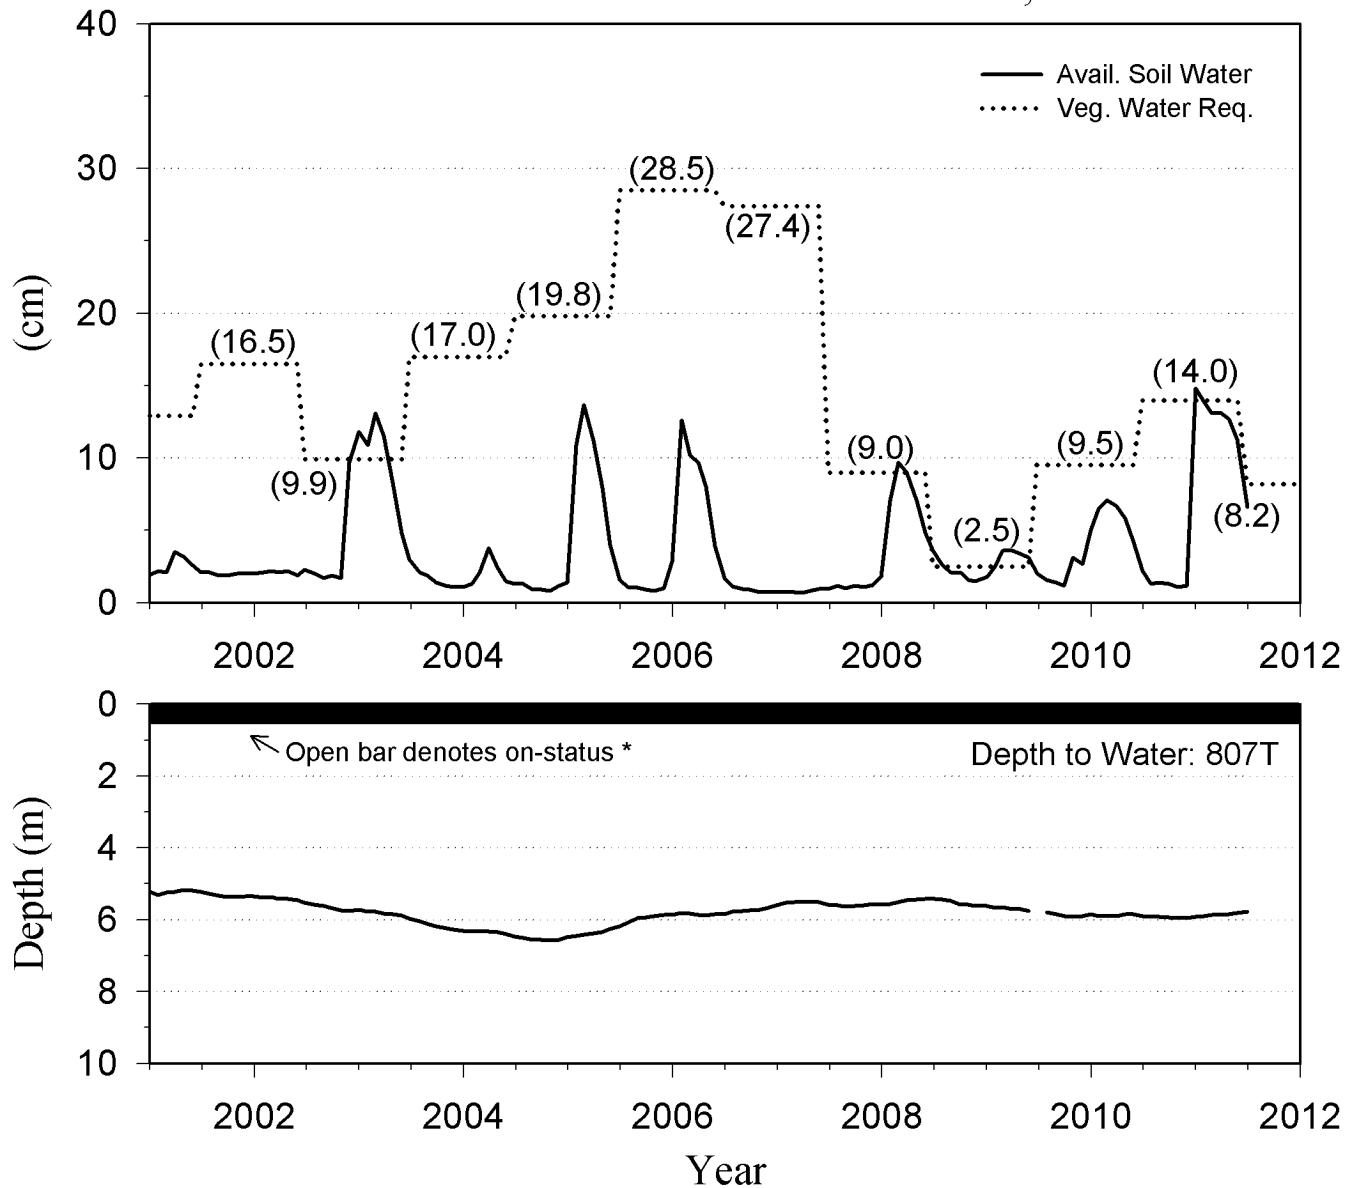 40
Avail. Soil Water
Veg. Water Req.
30
(28.5)
(27.4)
(cm)
20
(19.8)
(17.0)
(16.5)
(14.0)
10
(9.9)
(9.0)
(9.5)
(2.5)
(8.2)
0
2002 2004 2006 2008 2010 2012
0
Open bar denotes on-status *
Depth to Water: 807T
2
4
Depth (m)
6
8
10
2002 2004 2006 2008 2010 2012
Year